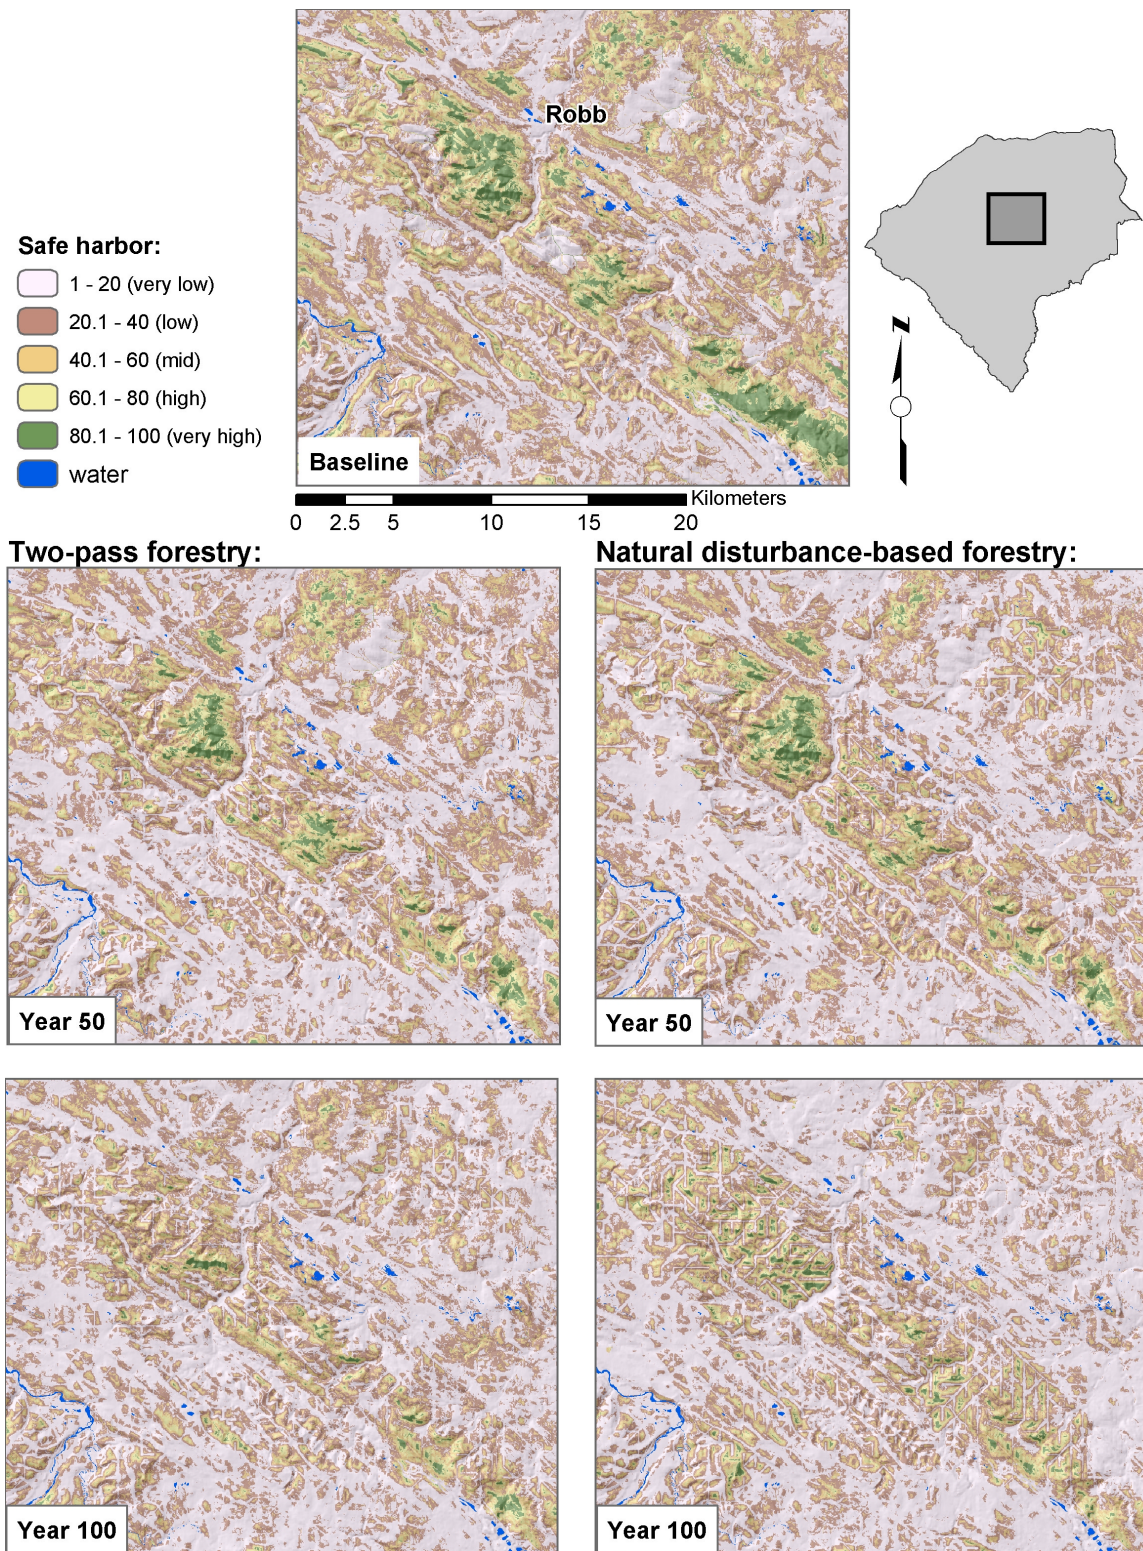 Robb
Safe harbor:
1 - 20 (very low)
20.1 - 40 (low)
40.1 - 60 (mid)
60.1 - 80 (high)
80.1 - 100 (very high)
water
N
Baseline
Kilometers
0 2.5 5 10 15 20
Two-pass forestry:
Natural disturbance-based forestry:
Year 50
Year 50
Year 100
Year 100